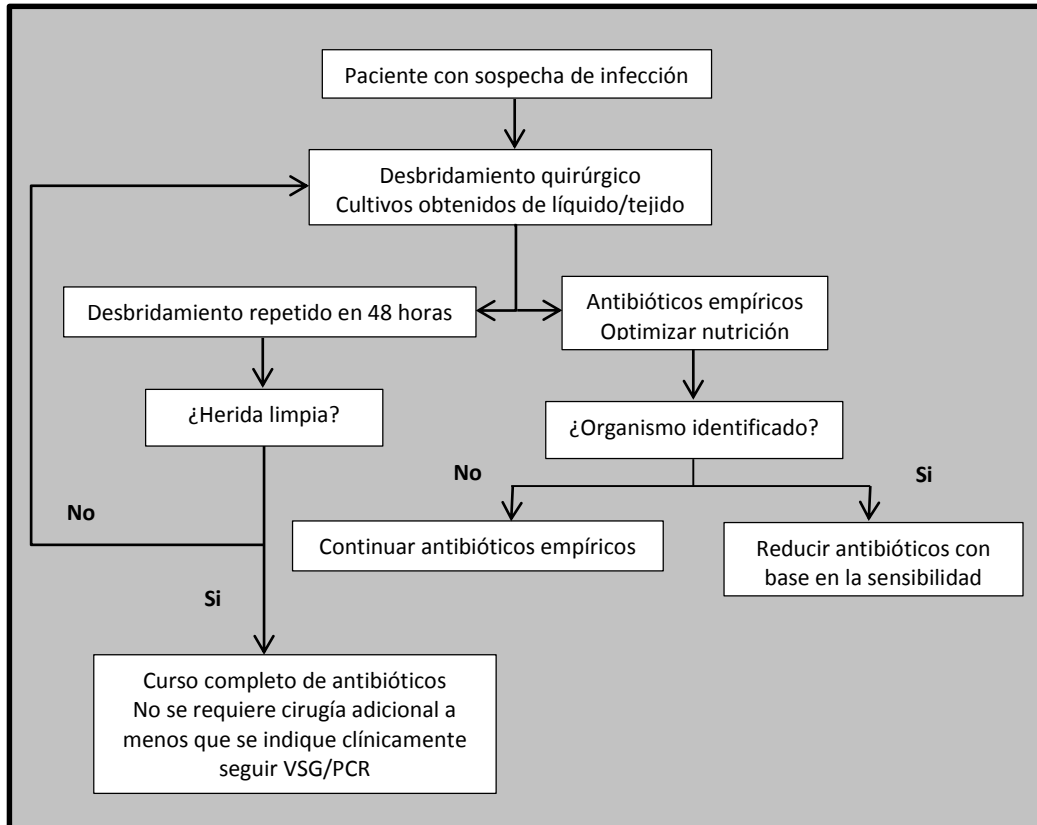 Paciente con sospecha de infección
Desbridamiento quirúrgico
Cultivos obtenidos de líquido/tejido
Desbridamiento repetido en 48 horas
Antibióticos empíricos
Optimizar nutrición
¿Herida limpia?
¿Organismo identificado?
No
Si
No
Continuar antibióticos empíricos
Reducir antibióticos con
base en la sensibilidad
Si
Curso completo de antibióticos
No se requiere cirugía adicional a
menos que se indique clínicamente
seguir VSG/PCR